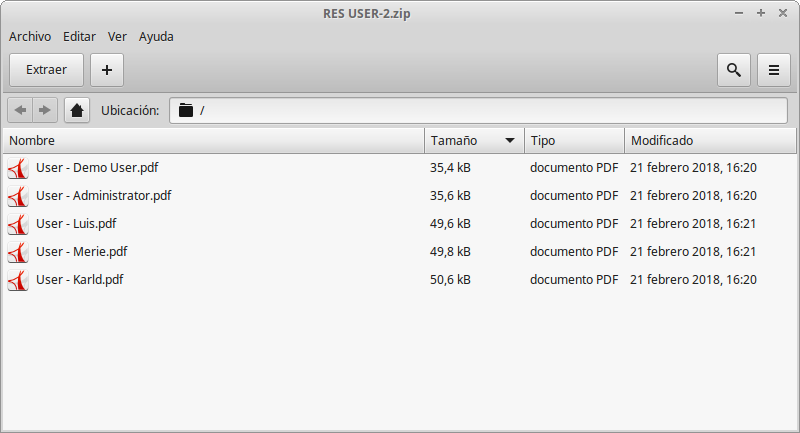 RES USER-2.zip
Archivo Editar Ver Ayuda
Extraer
Ubicación: /
Nombre Tamaño Tipo Modificado
User - Demo User.pdf 35,4 kB documento PDF 21 febrero 2018, 16:20
User - Administrator.pdf 35,6 kB documento PDF 21 febrero 2018, 16:20
User - Luis.pdf 49,6 kB documento PDF 21 febrero 2018, 16:21
User - Merie.pdf 49,8 kB documento PDF 21 febrero 2018, 16:21
User - Karld.pdf 50,6 kB documento PDF 21 febrero 2018, 16:20